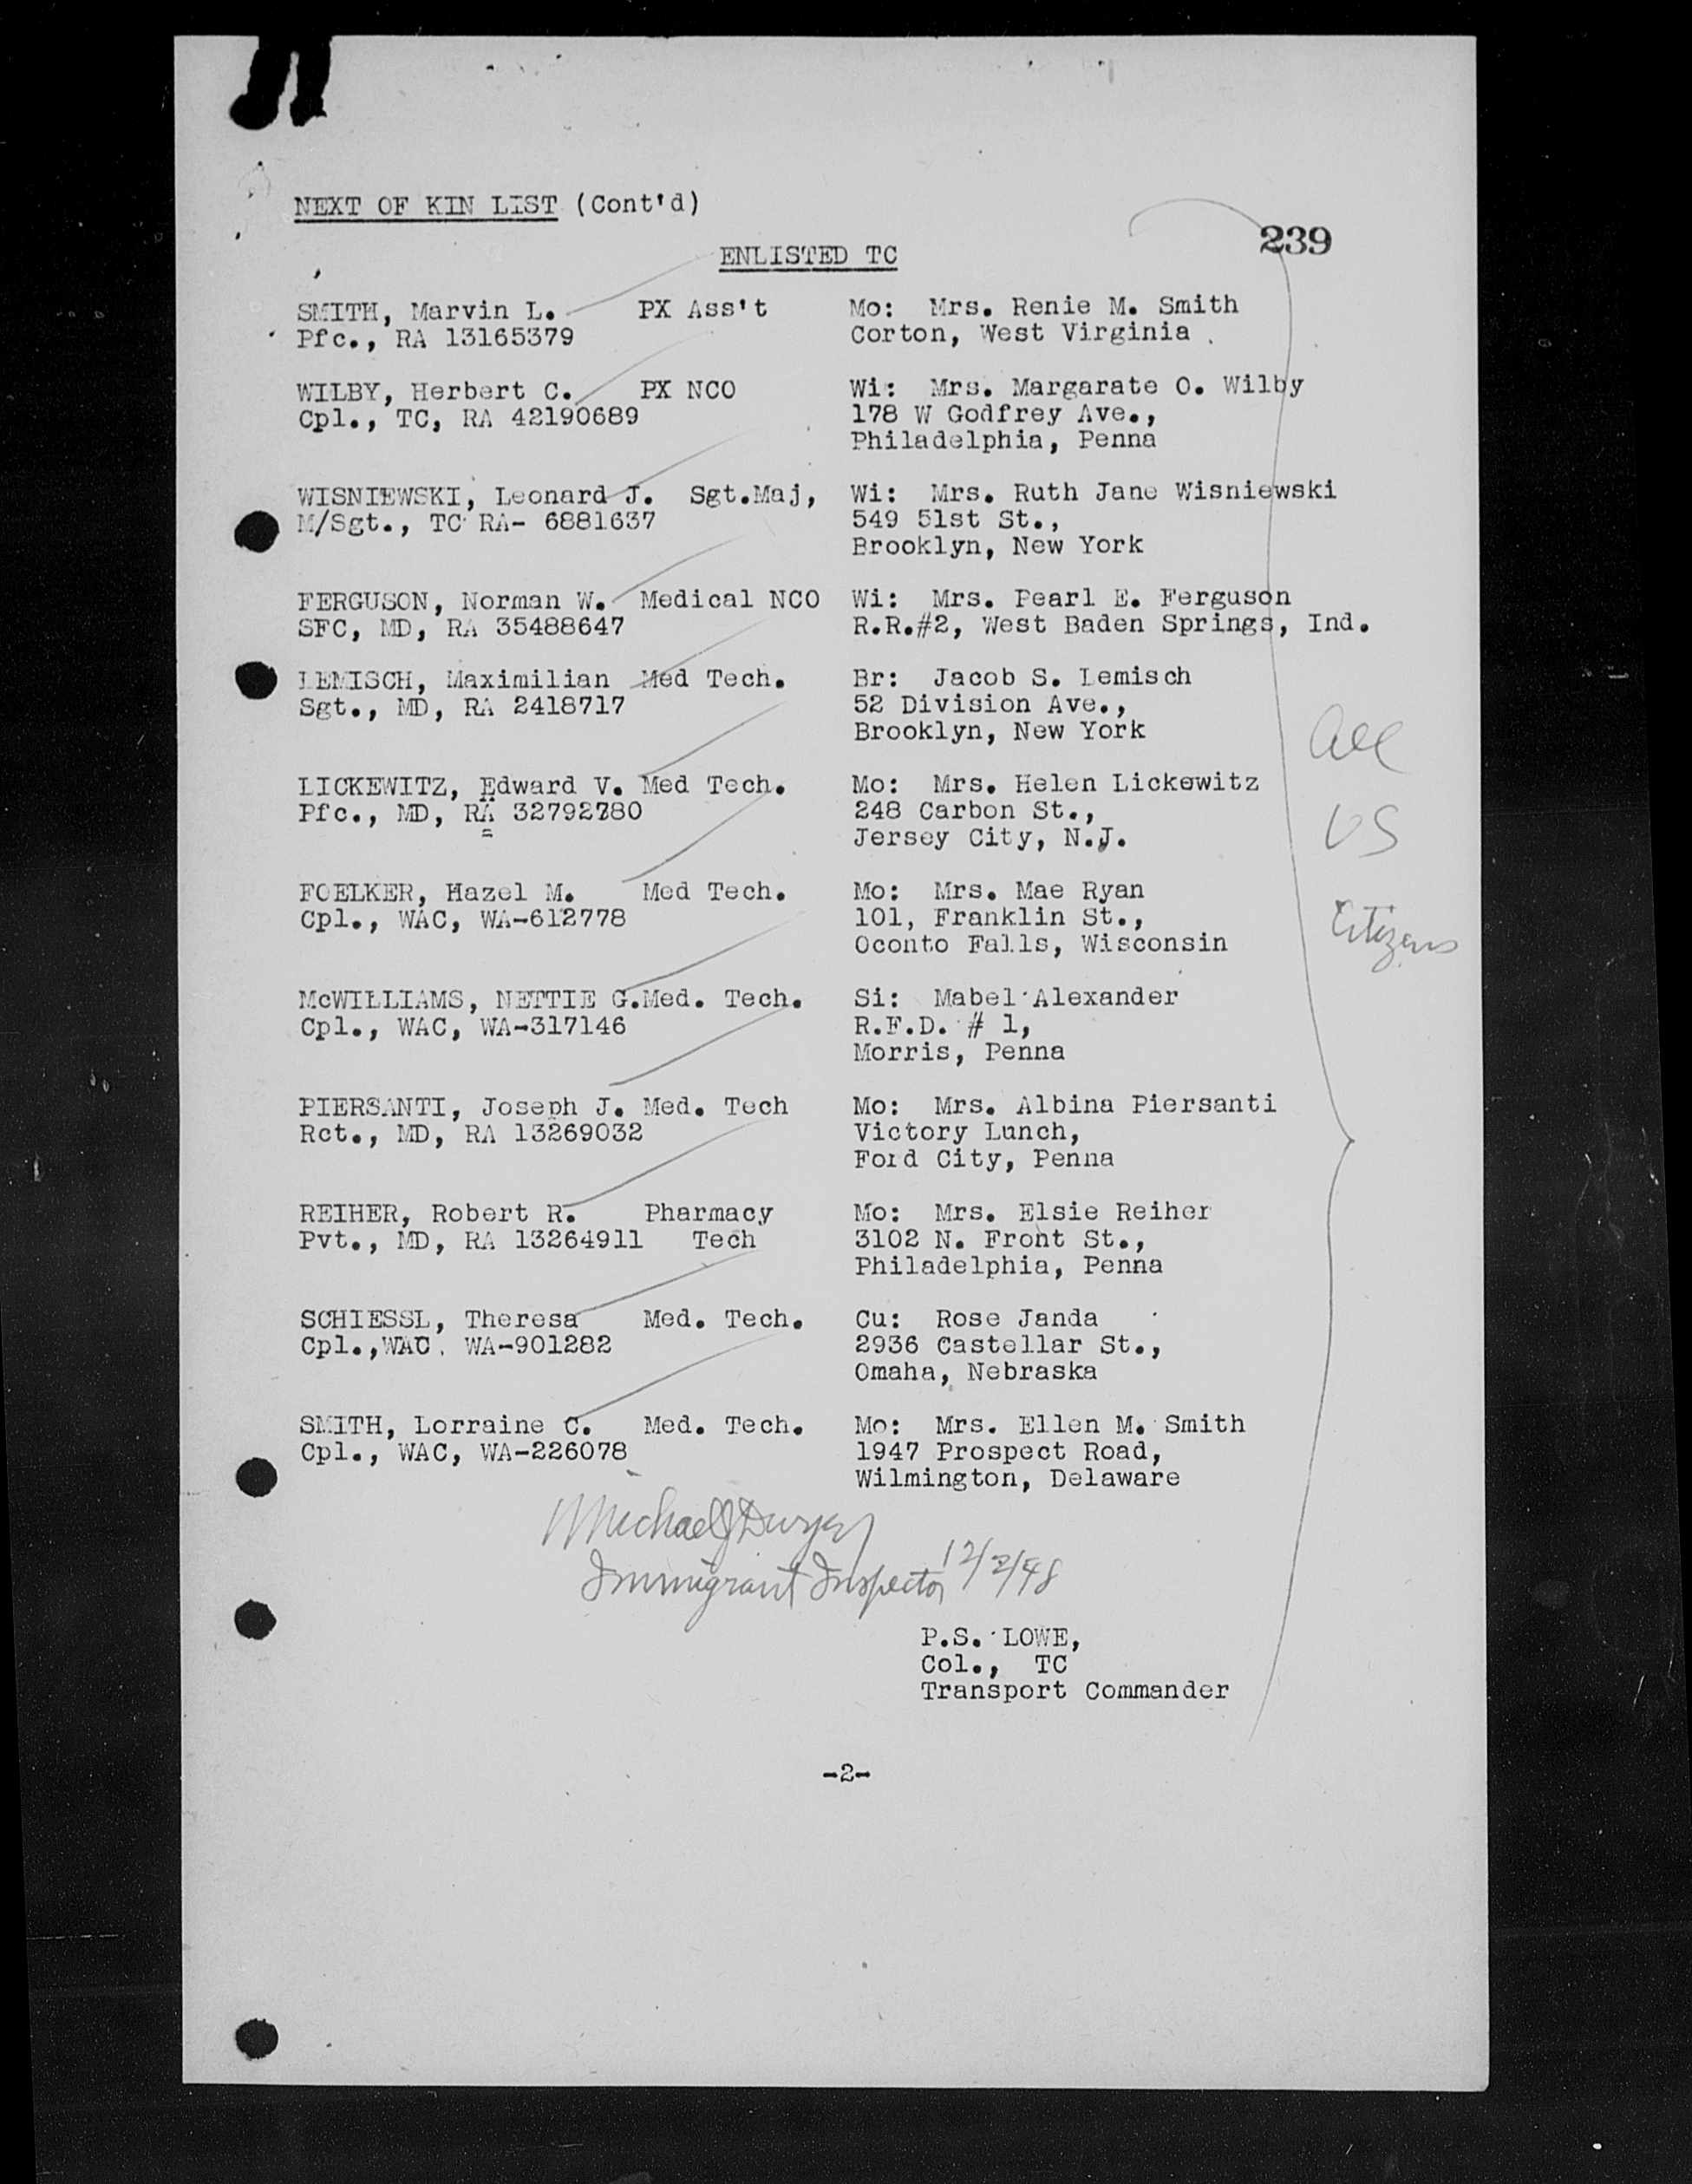 NEXT OF KIN LIST (Cont'd)
239
ENLISTED TC
SMITH, Marvin L. PX Ass't Mo: Mrs. Renie M. Smith
Pfc., RA 13165379 Corton, West Virginia
WILBY, Herbert C. PX NCO Wi: Mrs. Margarate O. Wilby
Cpl., TC, RA 42190689 178 W Godfrey Ave.,
Philadelphia, Penna
WISNIEWSKI, Leonard J. Sgt.Maj, Wi: Mrs. Ruth Jane Wisniewski
M/Sgt., TC RA- 6881637 549 51st St.,
Brooklyn, New York
FERGUSON, Norman W. Medical NCO Wi: Mrs. Pearl E. Ferguson
SFC, MD, RA 35488647 R.R.#2, West Baden Springs, Ind.
LEMISCH, Maximilian Med Tech. Br: Jacob S. Lemisch
Sgt., MD, RA 2418717 52 Division Ave.,
Brooklyn, New York
All
LICKEWITZ, Edward V. Med Tech. Mo: Mrs. Helen Lickewitz
Pfc., MD, RA 32792780 248 Carbon St.,
Jersey City, N.J.
US
FOELKER, Hazel M. Med Tech. Mo: Mrs. Mae Ryan
Cpl., WAC, WA-612778 101, Franklin St.,
Oconto Falls, Wisconsin
Citizens
McWILLIAMS, NETTIE G.Med. Tech. Si: Mabel Alexander
Cpl., WAC, WA-317146 R.F.D. # 1,
Morris, Penna
PIERSANTI, Joseph J. Med. Tech Mo: Mrs. Albina Piersanti
Rct., MD, RA 13269032 Victory Lunch,
Ford City, Penna
REIHER, Robert R. Pharmacy Mo: Mrs. Elsie Reiher
Pvt., MD, RA 13264911 Tech 3102 N. Front St.,
Philadelphia, Penna
SCHIESSL, Theresa Med. Tech. Cu: Rose Janda
Cpl.,WAC, WA-901282 2936 Castellar St.,
Omaha, Nebraska
SMITH, Lorraine C. Med. Tech. Mo: Mrs. Ellen M. Smith
Cpl., WAC, WA-226078 1947 Prospect Road,
Wilmington, Delaware
Michael J Dwyer
Immigrant Inspector 12/2/48
P.S. LOWE,
Col., TC
Transport Commander
-2-